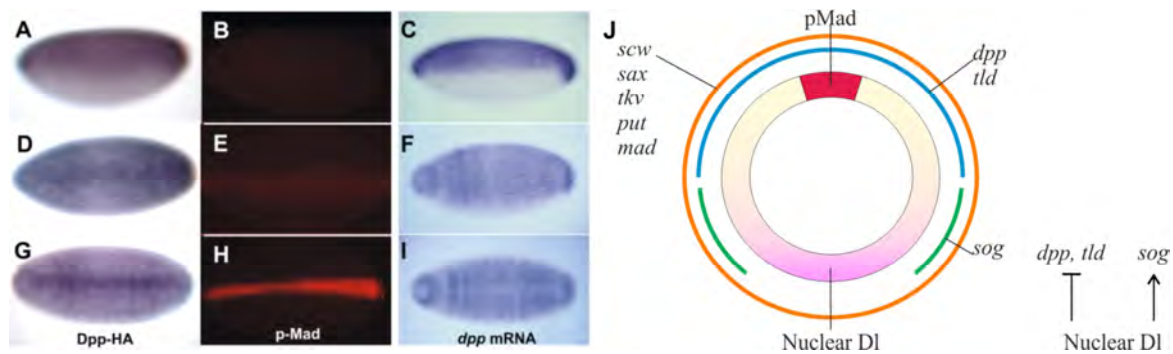 A
B
C
D
E
F
G
H
I
Dpp-HA
p-Mad
dpp mRNA
J
pMad
scw
sax
tkv
put
mad
dpp
tld
sog
Nuclear Dl
dpp, tld
sog
Nuclear Dl